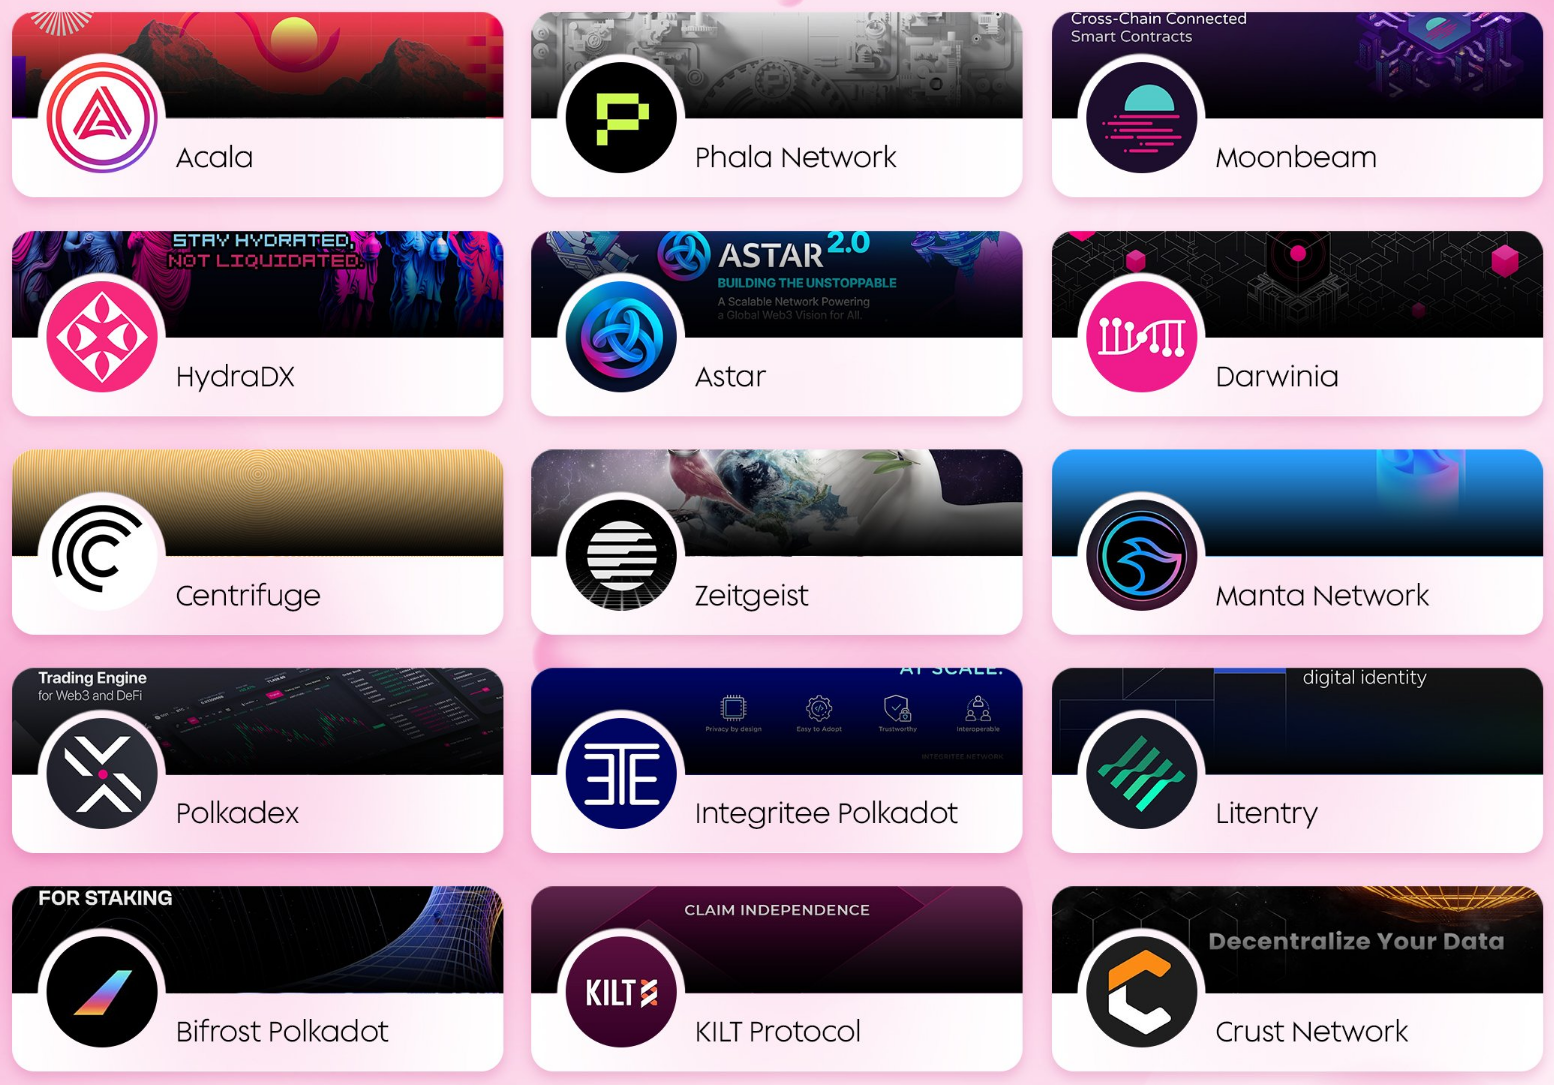 Acala
Phala Network
Cross-Chain Connected
Smart Contracts
Moonbeam
STAY HYDRATED,
NOT LIQUIDATED.
HydraDX
ASTAR 2.0
BUILDING THE UNSTOPPABLE
A Scalable Network Powering
a Global Web3 Vision for All.
Astar
Darwinia
Centrifuge
Zeitgeist
Manta Network
Trading Engine
for Web3 and DeFi
Polkadex
AT SCALE.
Privacy by design
Easy to Adopt
Trustworthy
Interoperable
INTEGRITEE NETWORK
Integritee Polkadot
digital identity
Litentry
FOR STAKING
Bifrost Polkadot
CLAIM INDEPENDENCE
KILT
KILT Protocol
Decentralize Your Data
Crust Network